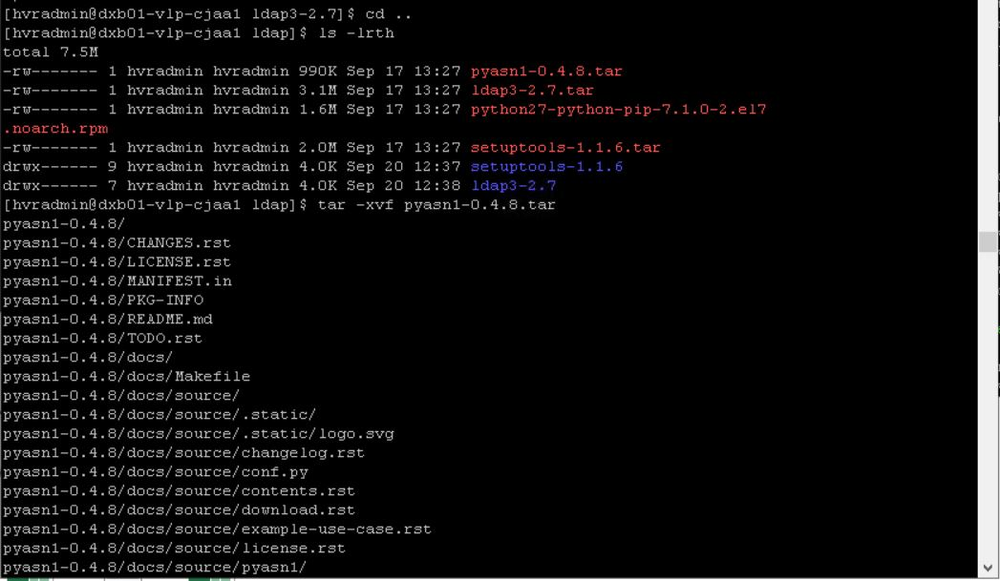 [hvradmin@dxb01-vlp-cjaa1 ldap3-2.7]$ cd ..
[hvradmin@dxb01-vlp-cjaa1 ldap]$ ls -lrth
total 7.5M
-rw------- 1 hvradmin hvradmin 990K Sep 17 13:27 pyasn1-0.4.8.tar
-rw------- 1 hvradmin hvradmin 3.1M Sep 17 13:27 ldap3-2.7.tar
-rw------- 1 hvradmin hvradmin 1.6M Sep 17 13:27 python27-python-pip-7.1.0-2.el7
.noarch.rpm
-rw------- 1 hvradmin hvradmin 2.0M Sep 17 13:27 setuptools-1.1.6.tar
drwx------ 9 hvradmin hvradmin 4.0K Sep 20 12:37 setuptools-1.1.6
drwx------ 7 hvradmin hvradmin 4.0K Sep 20 12:38 ldap3-2.7
[hvradmin@dxb01-vlp-cjaa1 ldap]$ tar -xvf pyasn1-0.4.8.tar
pyasn1-0.4.8/
pyasn1-0.4.8/CHANGES.rst
pyasn1-0.4.8/LICENSE.rst
pyasn1-0.4.8/MANIFEST.in
pyasn1-0.4.8/PKG-INFO
pyasn1-0.4.8/README.md
pyasn1-0.4.8/TODO.rst
pyasn1-0.4.8/docs/
pyasn1-0.4.8/docs/Makefile
pyasn1-0.4.8/docs/source/
pyasn1-0.4.8/docs/source/.static/
pyasn1-0.4.8/docs/source/.static/logo.svg
pyasn1-0.4.8/docs/source/changelog.rst
pyasn1-0.4.8/docs/source/conf.py
pyasn1-0.4.8/docs/source/contents.rst
pyasn1-0.4.8/docs/source/download.rst
pyasn1-0.4.8/docs/source/example-use-case.rst
pyasn1-0.4.8/docs/source/license.rst
pyasn1-0.4.8/docs/source/pyasn1/